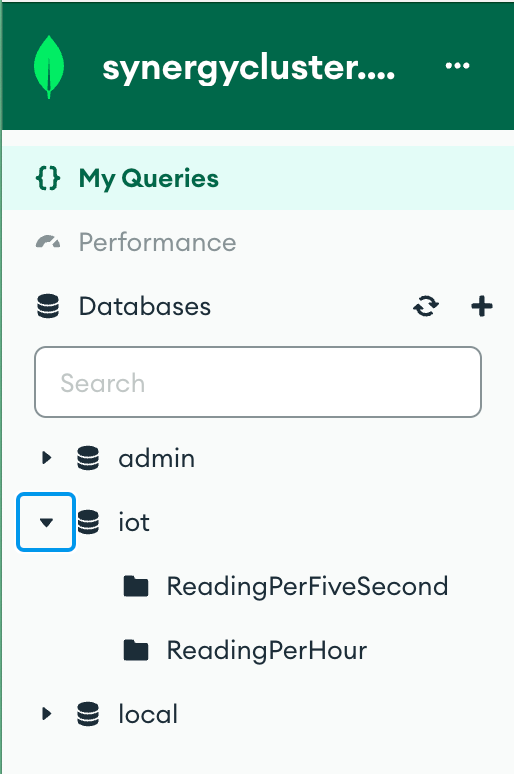 synergycluster....
My Queries
Performance
Databases
Search
admin
iot
ReadingPerFiveSecond
ReadingPerHour
local